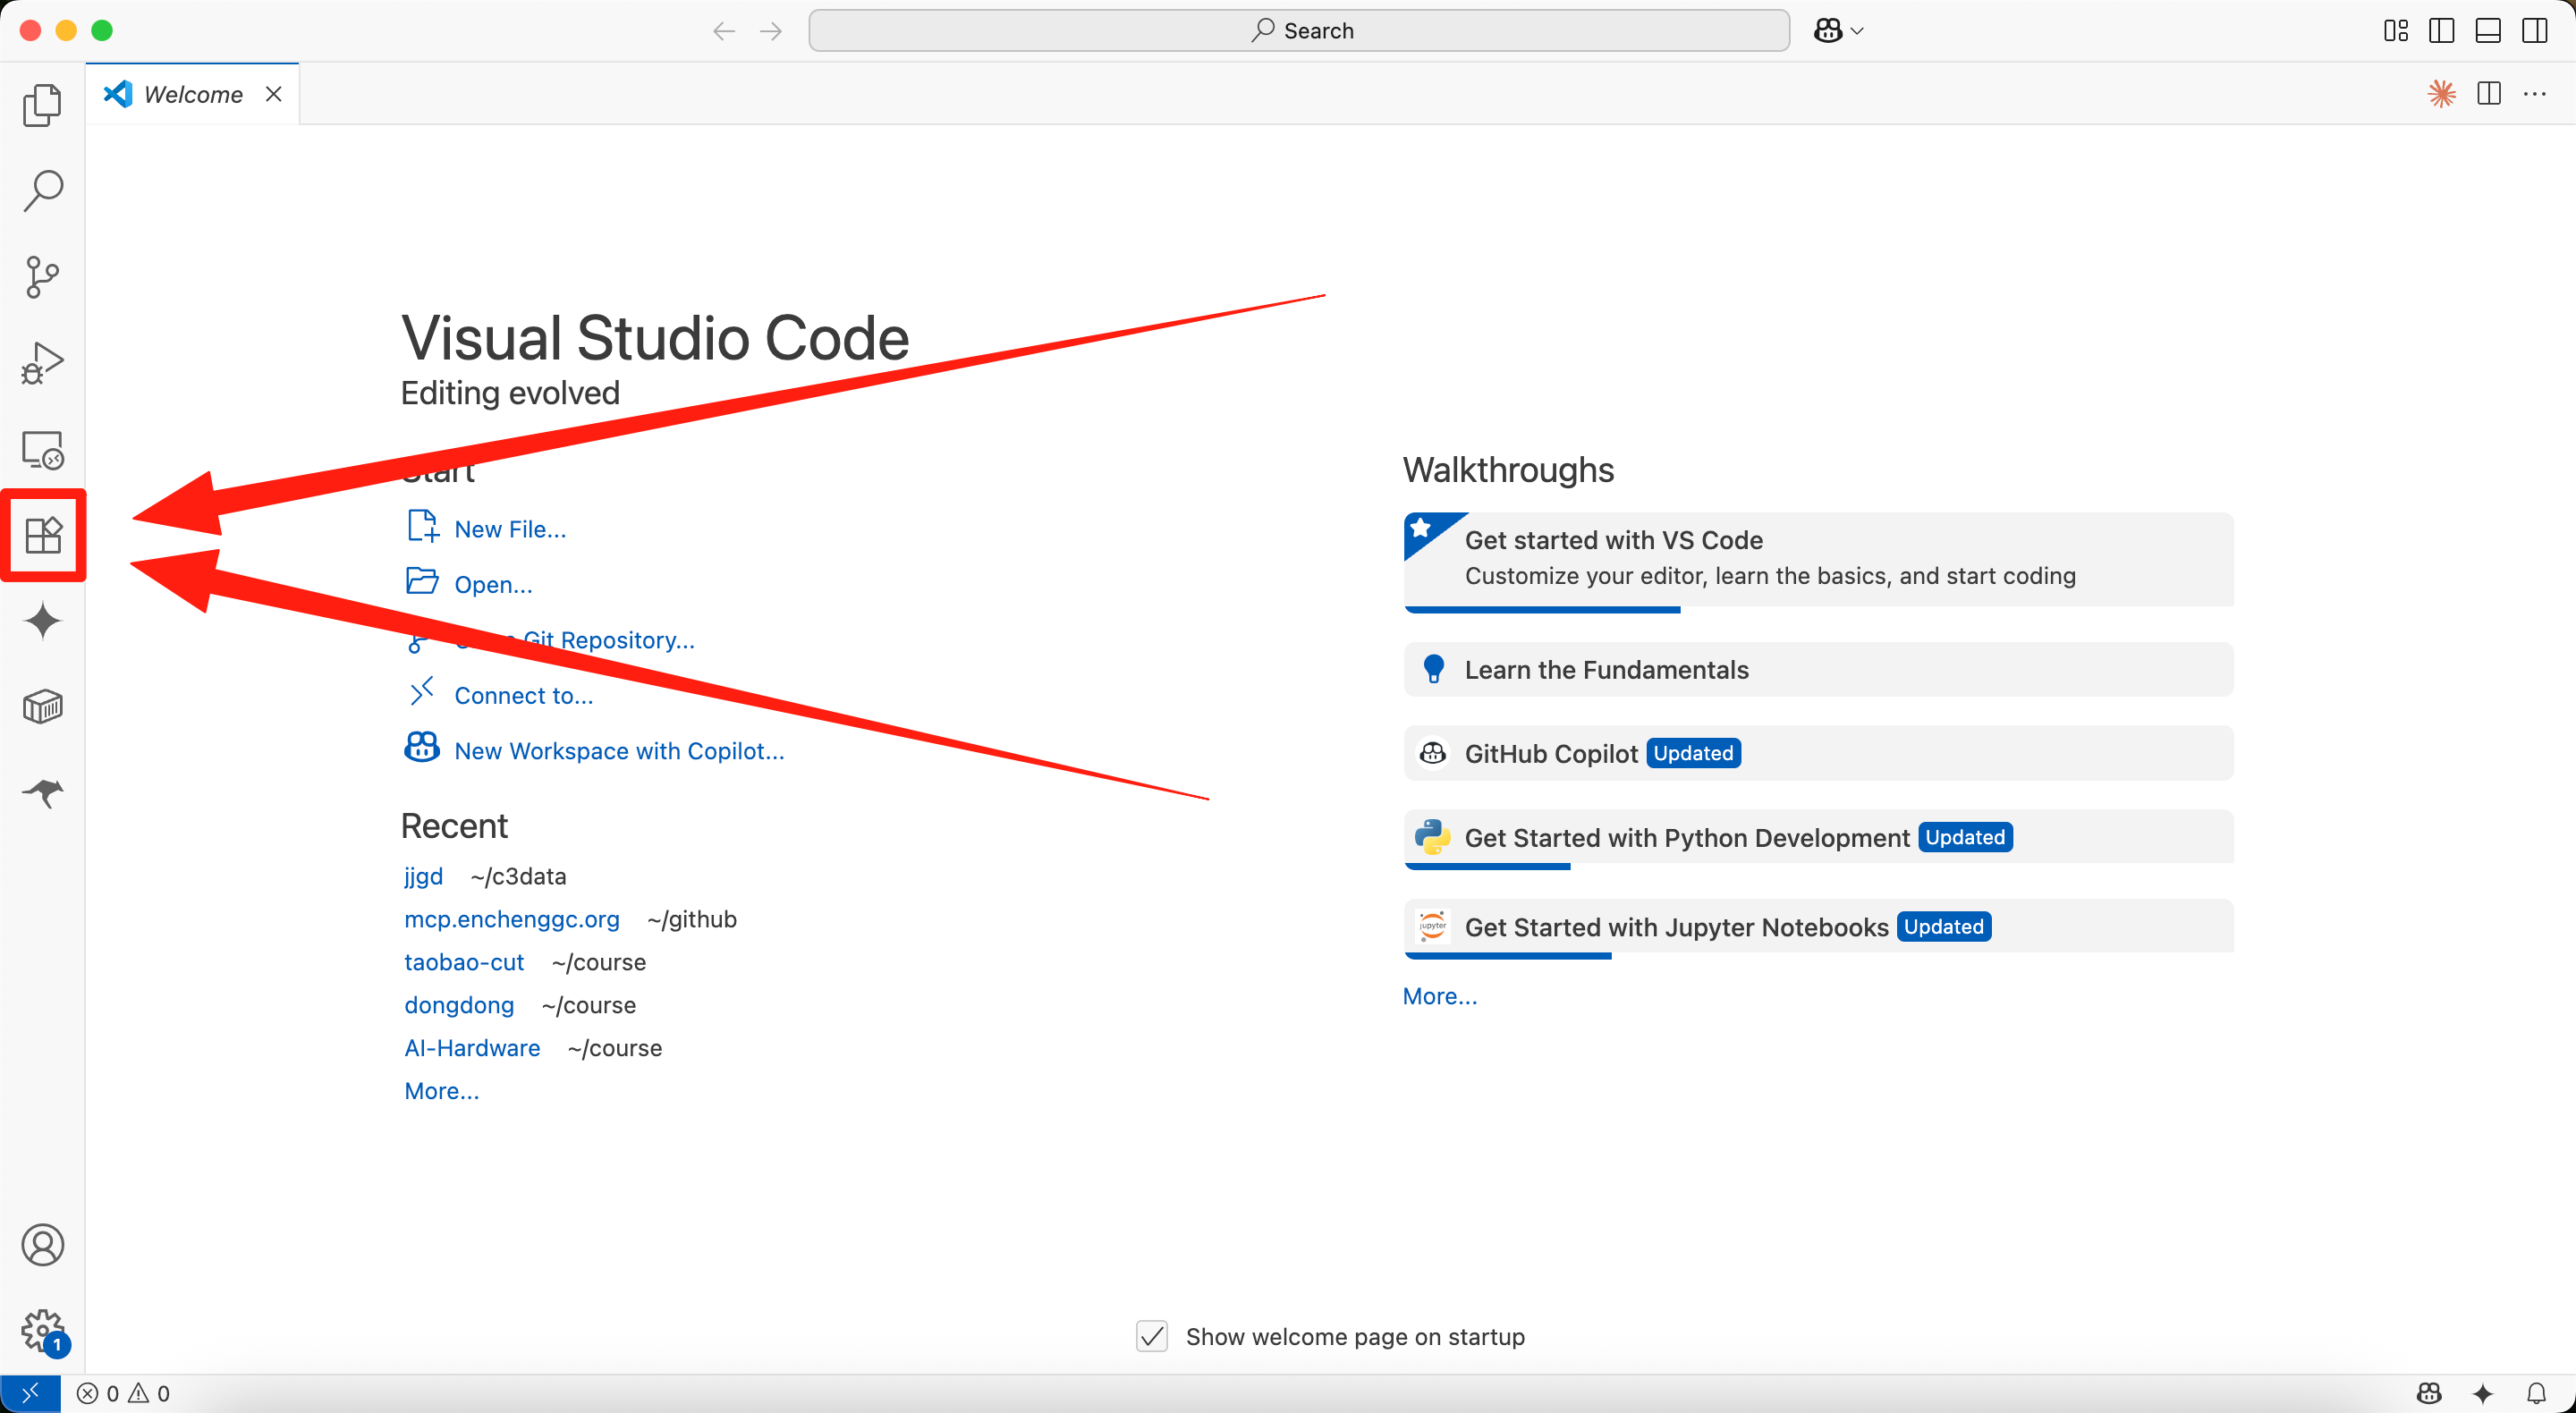 Search
Welcome
Visual Studio Code
Editing evolved
Start
New File...
Open...
Git Repository...
Connect to...
New Workspace with Copilot...
Recent
jjgd ~/c3data
mcp.enchenggc.org ~/github
taobao-cut ~/course
dongdong ~/course
AI-Hardware ~/course
More...
Walkthroughs
Get started with VS Code
Customize your editor, learn the basics, and start coding
Learn the Fundamentals
GitHub Copilot Updated
Get Started with Python Development Updated
jupyter
Get Started with Jupyter Notebooks Updated
More...
Show welcome page on startup
1
0 0